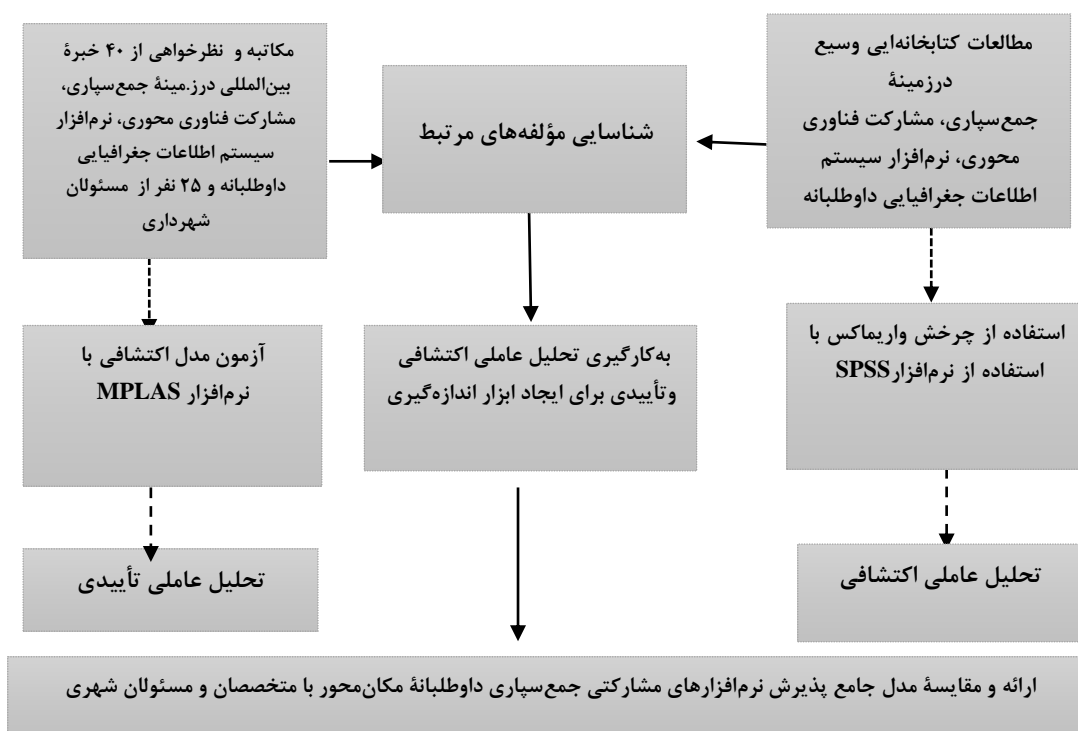 مطالعات کتابخانه‌ایی وسیع
درزمینهٔ
جمع‌سپاری، مشارکت فناوری
محوری، نرم‌افزار سیستم
اطلاعات جغرافیایی داوطلبانه
شناسایی مؤلفه‌های مرتبط
مکاتبه و نظرخواهی از ۴۰ خبرهٔ
بین‌المللی درز.مینهٔ جمع‌سپاری،
مشارکت فناوری محوری، نرم‌افزار
سیستم اطلاعات جغرافیایی
داوطلبانه و ۲۵ نفر از مسئولان
شهرداری
استفاده از چرخش واریماکس با
استفاده از نرم‌افزارSPSS
به‌کارگیری تحلیل عاملی اکتشافی
وتأییدی برای ایجاد ابزار اندازه‌گیری
آزمون مدل اکتشافی با
نرم‌افزار MPLAS
تحلیل عاملی اکتشافی
تحلیل عاملی تأییدی
ارائه و مقایسهٔ مدل جامع پذیرش نرم‌افزارهای مشارکتی جمع‌سپاری داوطلبانهٔ مکان‌محور با متخصصان و مسئولان شهری